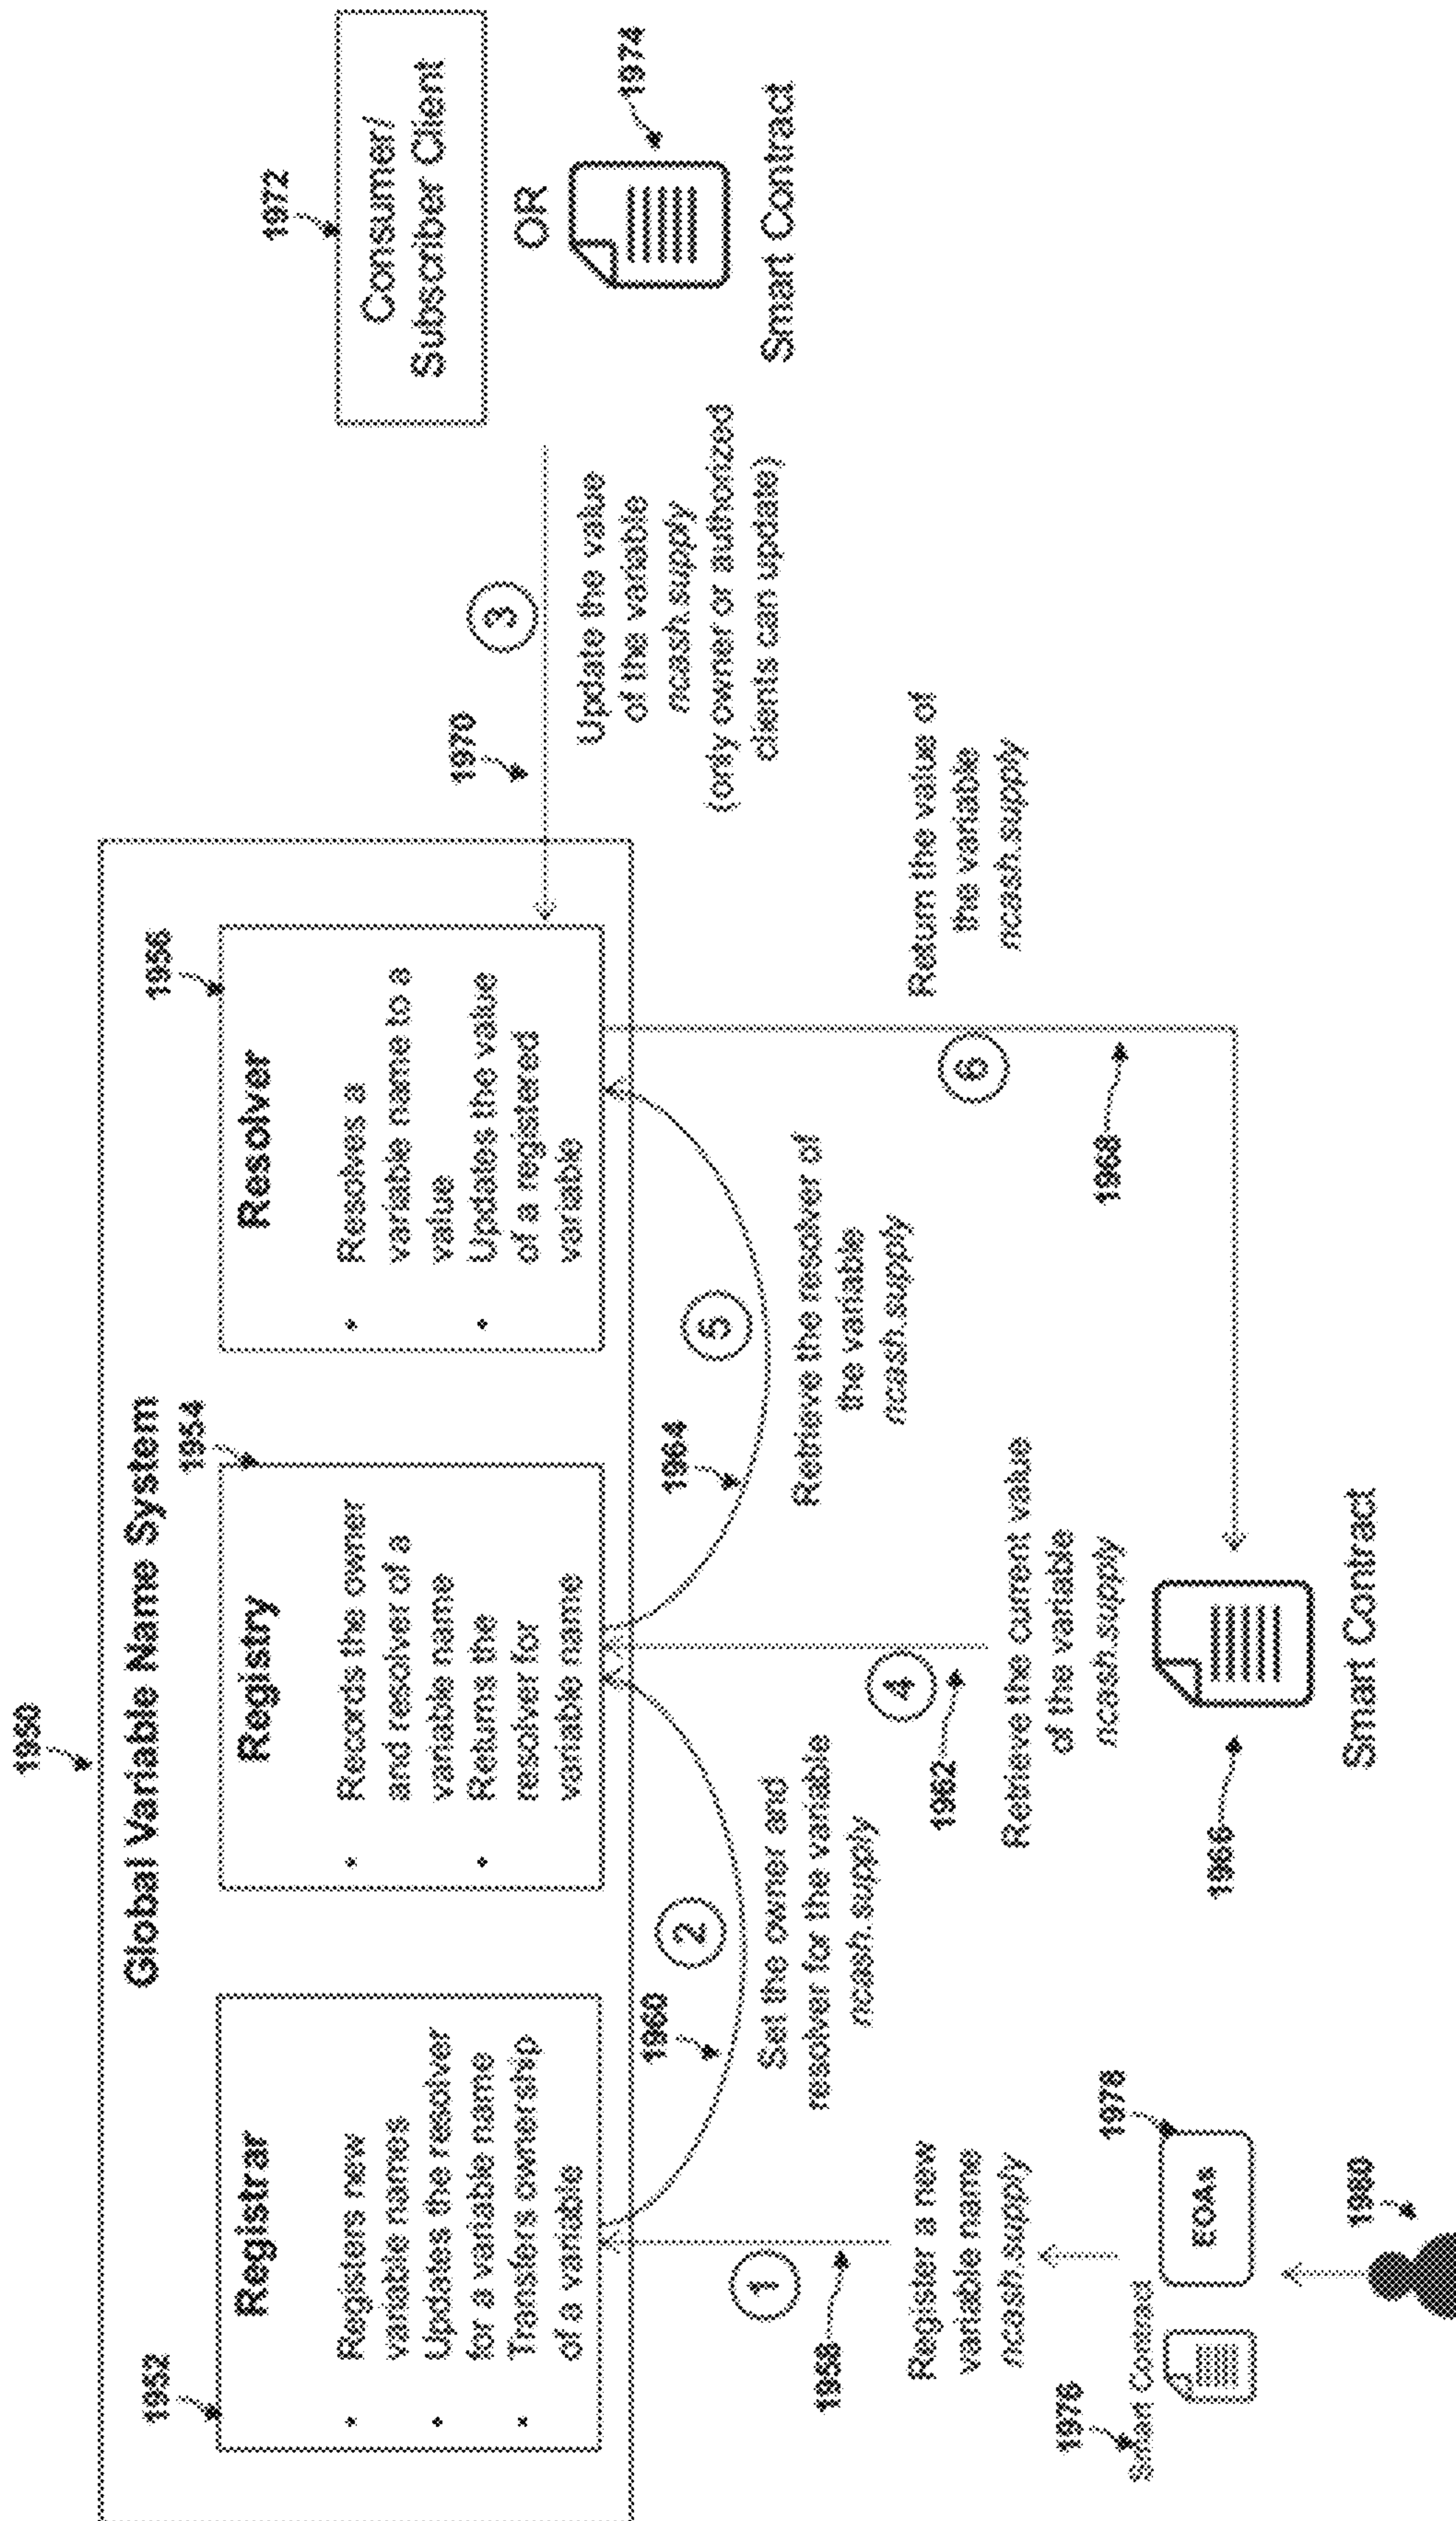 1950
Global Variable Name System
1952
Registrar
• Registers new
variable names
• Updates the resolver
for a variable name
• Transfers ownership
of a variable
1954
Registry
• Records the owner
and resolver of a
variable name
• Returns the
resolver for
variable name
1956
Resolver
• Resolves a
variable name to a
value
• Updates the value
of a registered
variable
1972
Consumer/
Subscriber Client
OR
1974
Smart Contract
1970
3
Update the value
of the variable
ncash.supply
(only owner or authorized
clients can update)
1960
2
Set the owner and
resolver for the variable
ncash.supply
1964
5
Retrieve the resolver of
the variable
ncash.supply
1
1958
Register a new
variable name
ncash.supply
4
1962
Retrieve the current value
of the variable
ncash.supply
6
1968
Return the value of
the variable
ncash.supply
1976
Smart Contract
1978
EOAs
1980
1966
Smart Contract